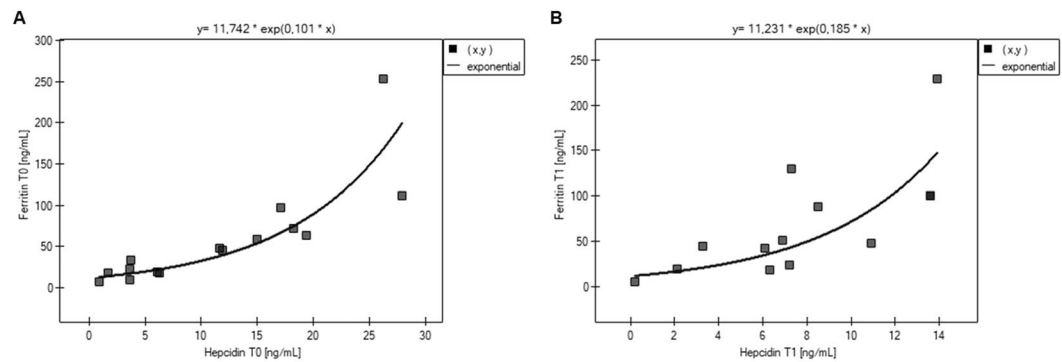 A
y= 11,742 * exp(0,101 * x)
300
250
200
150
100
50
0
Ferritin T0 [ng/mL]
0 5 10 15 20 25 30
Hepcidin T0 [ng/mL]
(x,y)
exponential
B
y= 11,231 * exp(0,185 * x)
250
200
150
100
50
0
Ferritin T1 [ng/mL]
0 2 4 6 8 10 12 14
Hepcidin T1 [ng/mL]
(x,y)
exponential